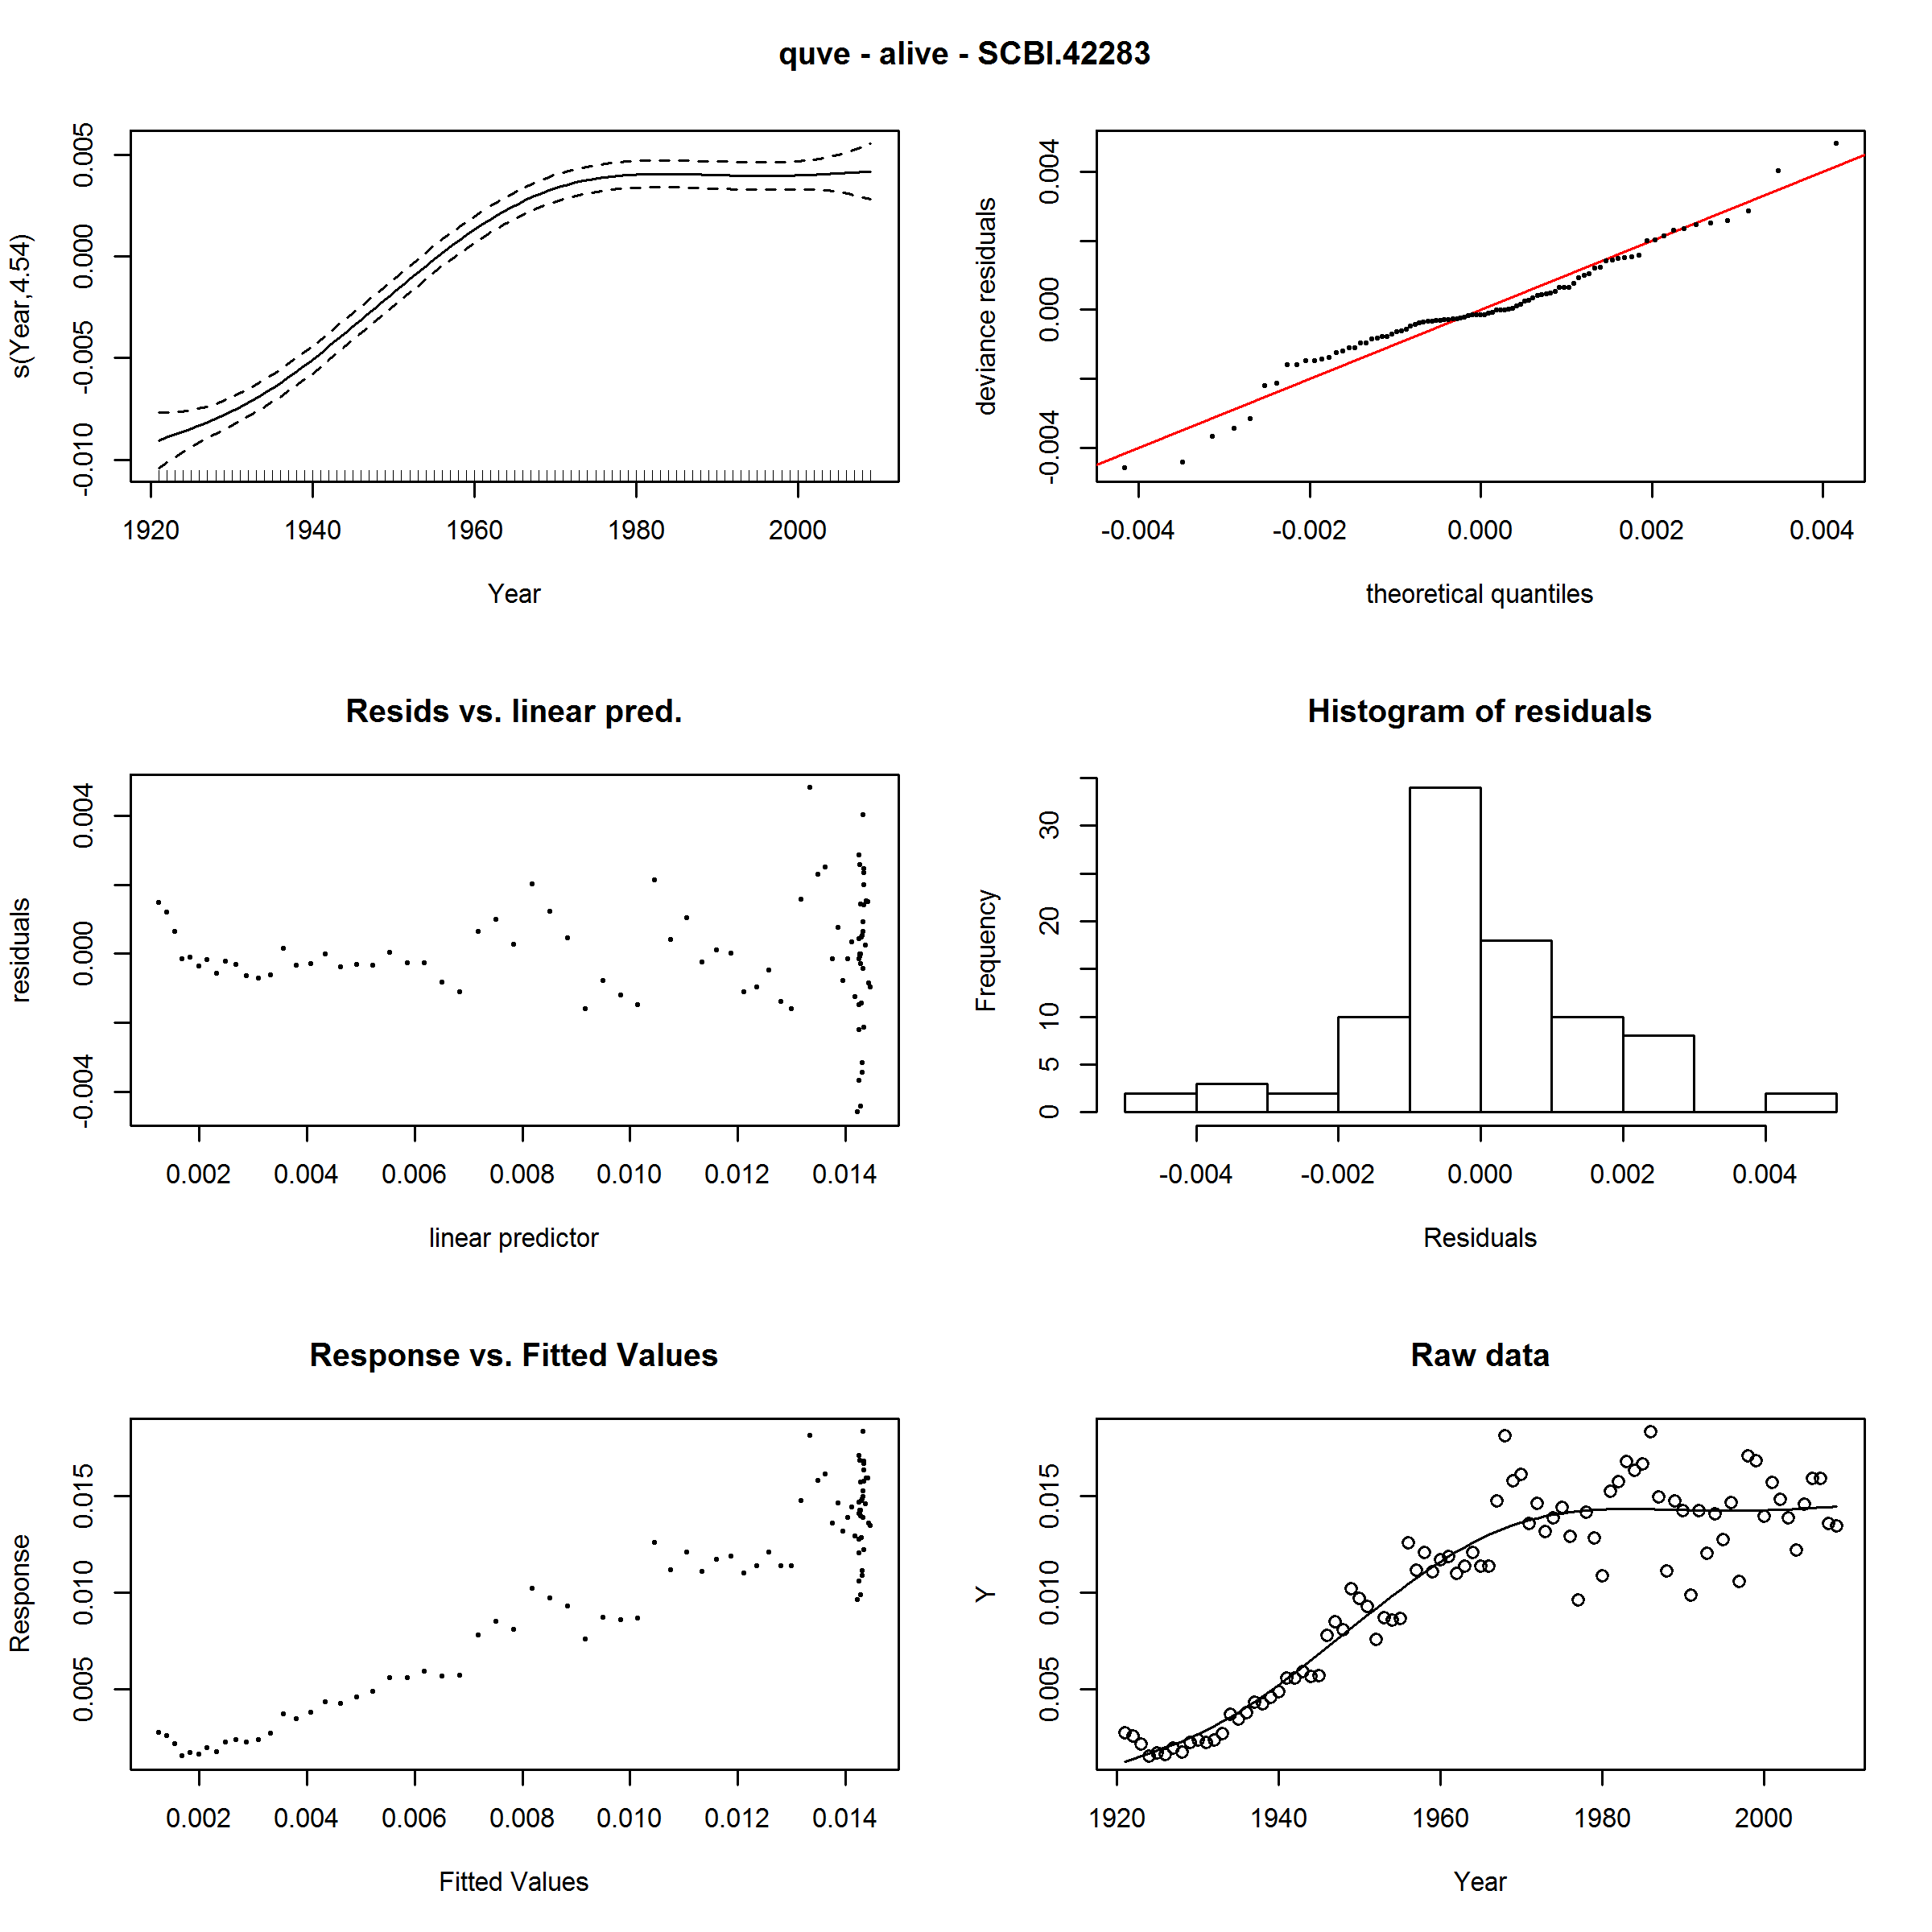 quve - alive - SCBI.42283
s(Year,4.54)
0.005
0.000
-0.005
-0.010
1920 1940 1960 1980 2000
Year
deviance residuals
0.004
0.000
-0.004
-0.004 -0.002 0.000 0.002 0.004
theoretical quantiles
Resids vs. linear pred.
residuals
0.004
0.000
-0.004
0.002 0.004 0.006 0.008 0.010 0.012 0.014
linear predictor
Histogram of residuals
Frequency
30
20
10
5
0
-0.004 -0.002 0.000 0.002 0.004
Residuals
Response vs. Fitted Values
Response
0.015
0.010
0.005
0.002 0.004 0.006 0.008 0.010 0.012 0.014
Fitted Values
Raw data
Y
0.015
0.010
0.005
1920 1940 1960 1980 2000
Year